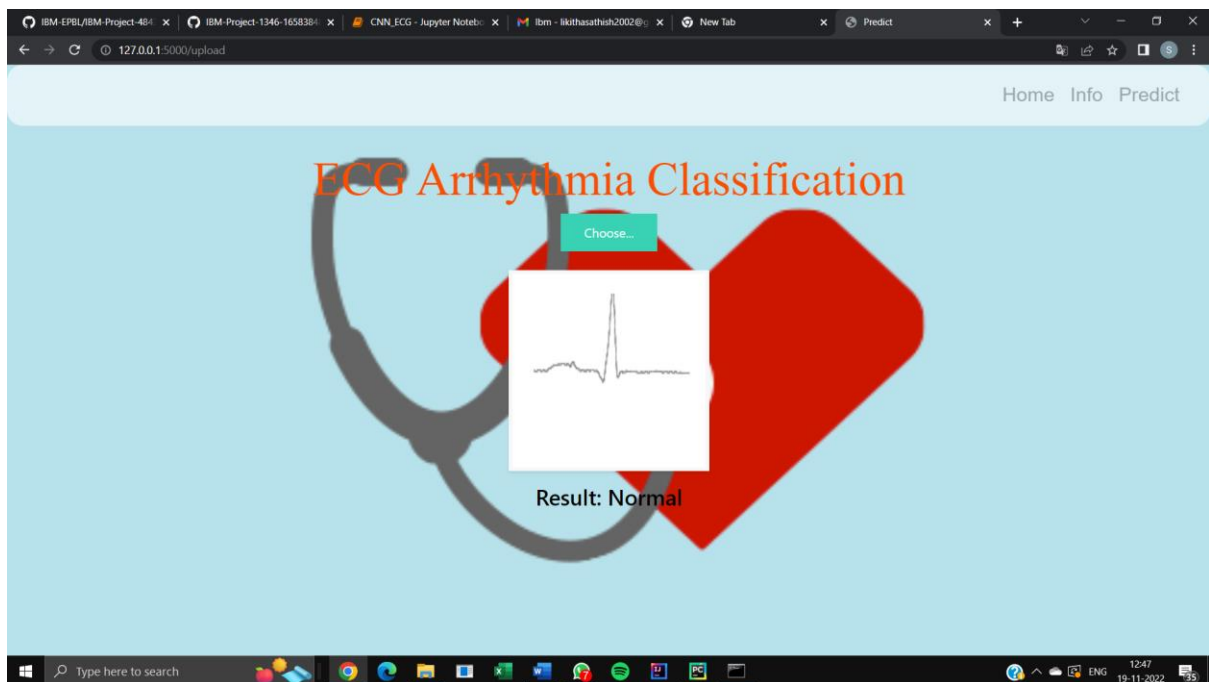 IBM-EPBL/IBM-Project-484
IBM-Project-1346-1658384
CNN_ECG - Jupyter Notebo
Ibm - likithasathish2002@g
New Tab
Predict
127.0.0.1:5000/upload
S
Home Info Predict
ECG Arrhythmia Classification
Choose...
Result: Normal
Type here to search
ENG
12:47
19-11-2022
35